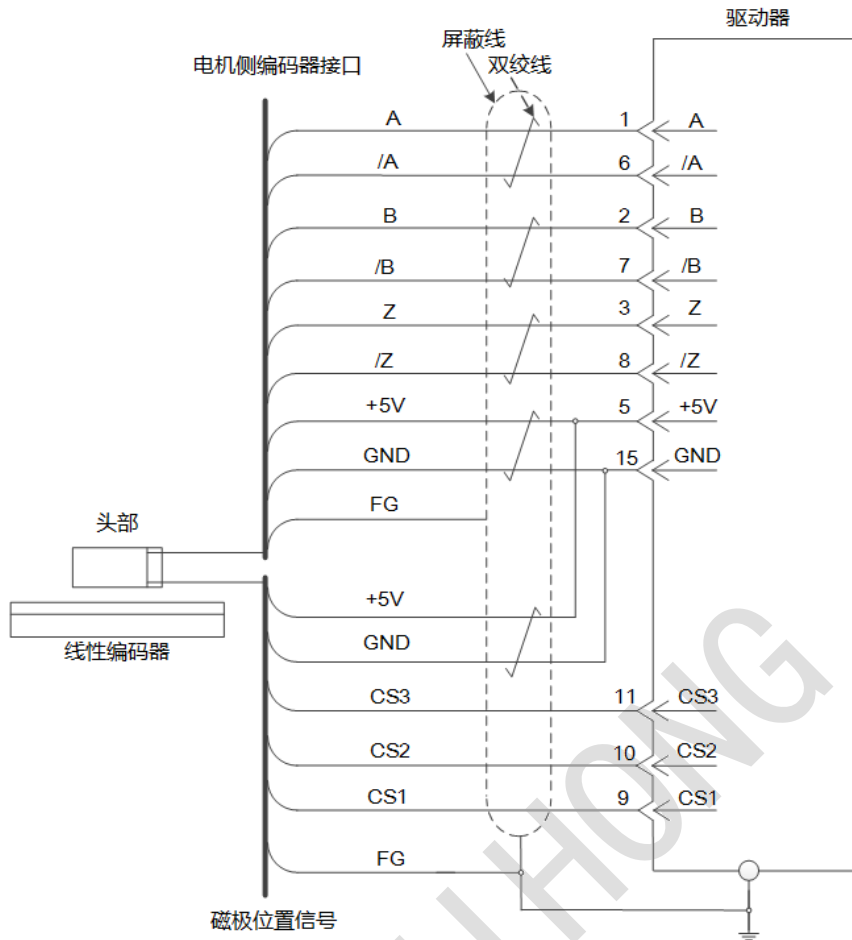 驱动器
屏蔽线
电机侧编码器接口
双绞线
A 1 A
/A 6 /A
B 2 B
/B 7 /B
Z 3 Z
/Z 8 /Z
+5V 5 +5V
GND 15 GND
FG
头部
+5V
GND
线性编码器
CS3 11 CS3
CS2 10 CS2
CS1 9 CS1
FG
磁极位置信号
HONG